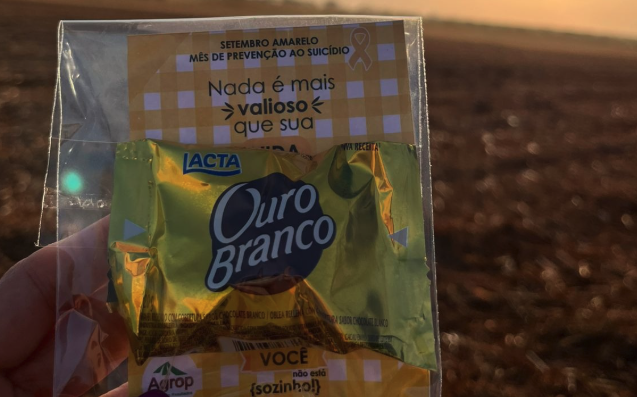 SETEMBRO AMARELO
MÊS DE PREVENÇÃO AO SUICÍDIO
Nada é mais
valioso
que sua
LACTA
Ouro
Branco
VOCÊ
não está
{sozinho!}
Agrop